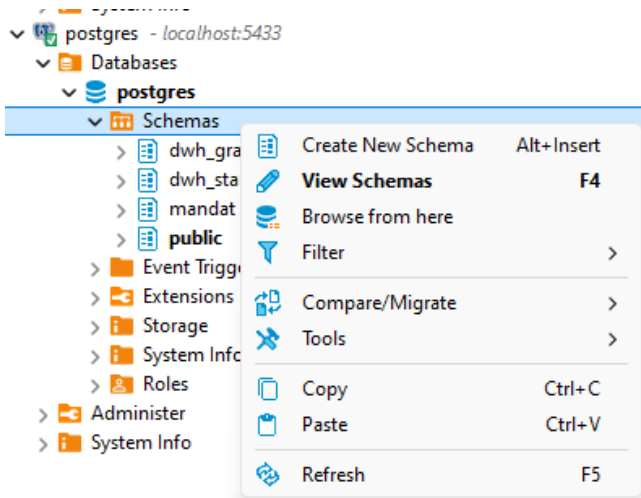 postgres - localhost:5433
Databases
postgres
Schemas
dwh_gra
dwh_sta
mandat
public
Event Trigg
Extensions
Storage
System Info
Roles
Administer
System Info
Create New Schema Alt+Insert
View Schemas F4
Browse from here
Filter
Compare/Migrate
Tools
Copy Ctrl+C
Paste Ctrl+V
Refresh F5